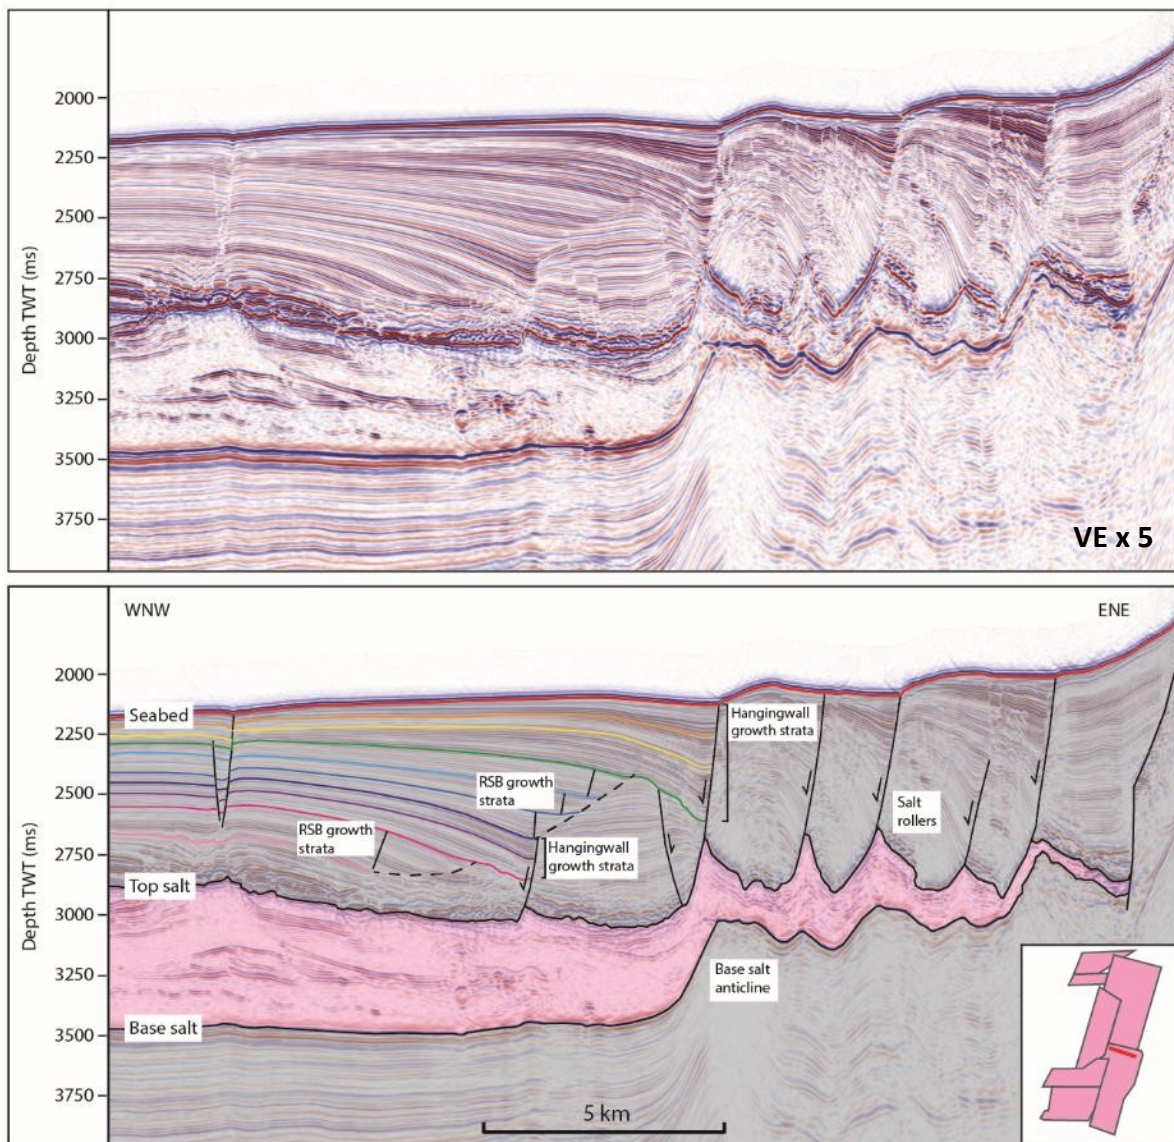 2000
2250
2500
2750
3000
3250
3500
3750
Depth TWT (ms)
VE x 5
WNW
ENE
2000
2250
2500
2750
3000
3250
3500
3750
Depth TWT (ms)
Seabed
Hangingwall
growth strata
RSB growth
strata
RSB growth
strata
Hangingwall
growth strata
Salt
rollers
Top salt
Base salt
anticline
Base salt
5 km